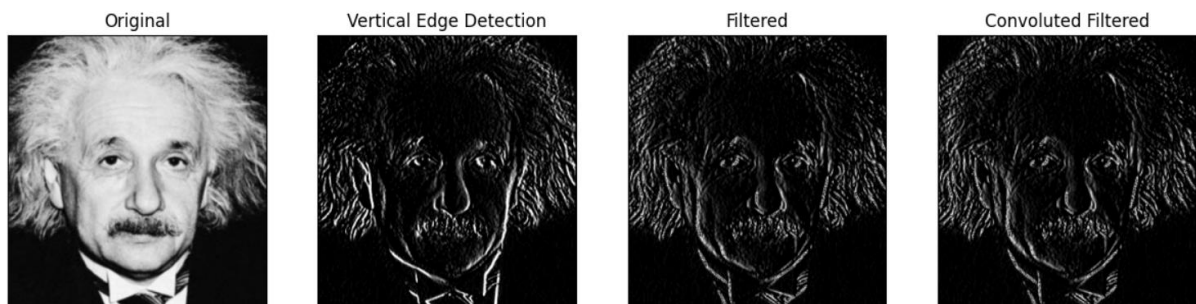 Original
Vertical Edge Detection
Filtered
Convoluted Filtered